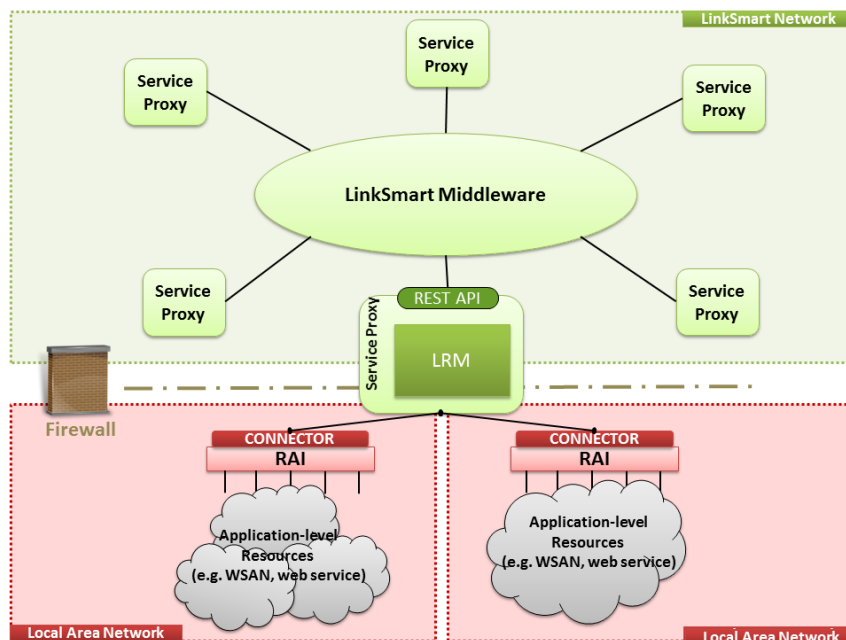 LinkSmart Network
Service
Proxy
Service
Proxy
Service
Proxy
LinkSmart Middleware
Service
Proxy
Service
Proxy
REST API
Service Proxy
LRM
Firewall
CONNECTOR
RAI
Application-level
Resources
(e.g. WSAN, web service)
Local Area Network
CONNECTOR
RAI
Application-level
Resources
(e.g. WSAN, web service)
Local Area Network